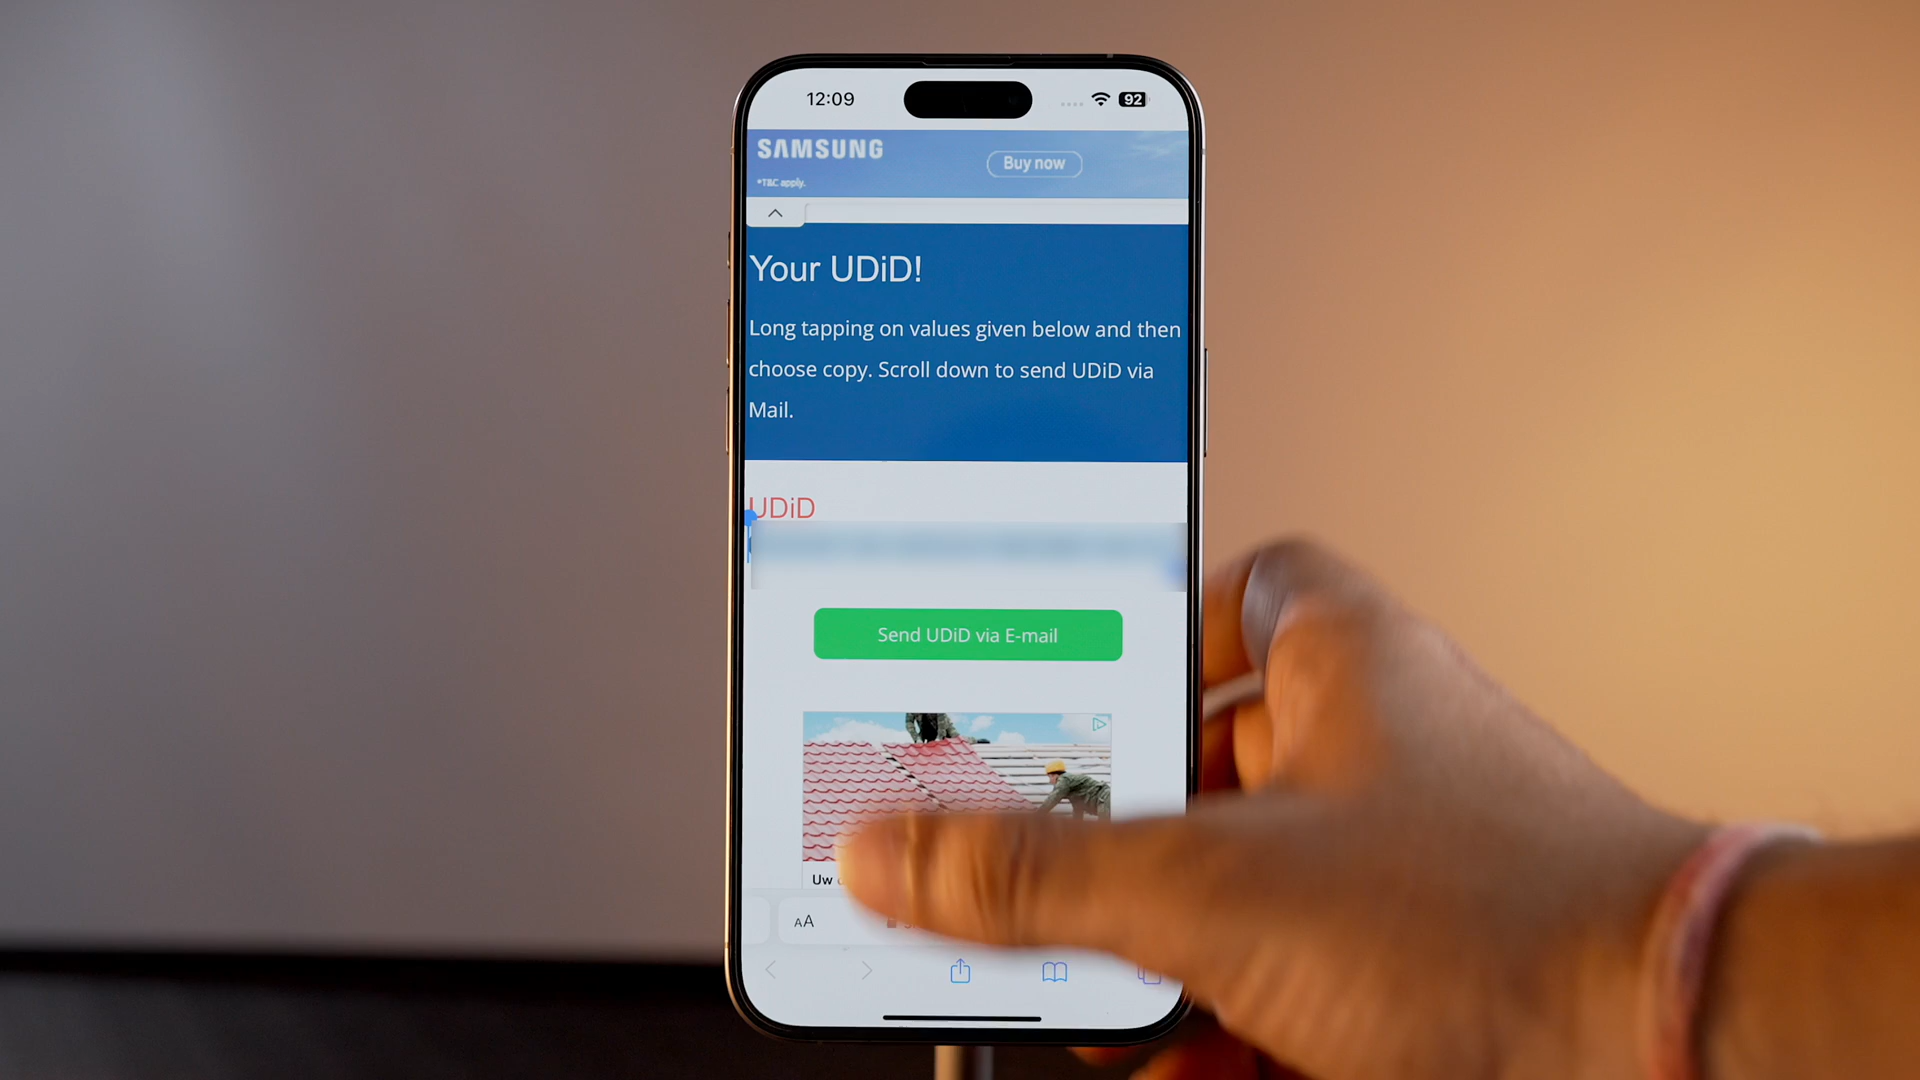 12:09
92
SAMSUNG
Buy now
*T&C apply.
Your UDiD!
Long tapping on values given below and then
choose copy. Scroll down to send UDiD via
Mail.
UDiD
Send UDiD via E-mail
Uw
AA